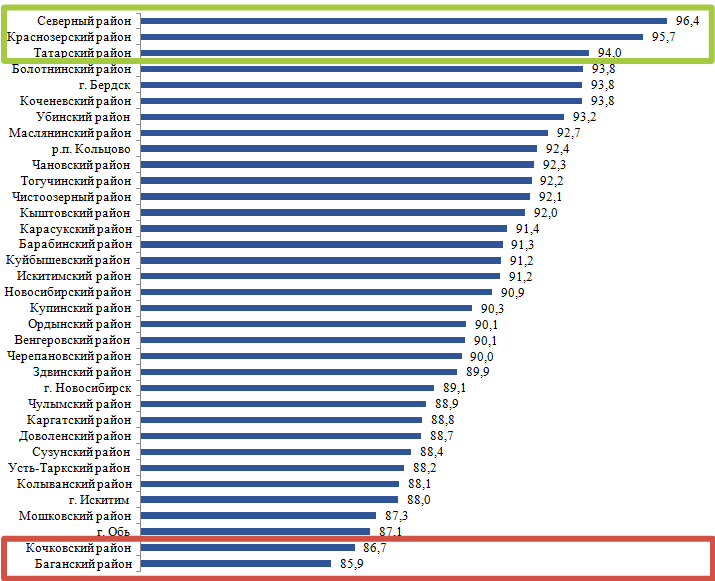 Северный район 96,4
Краснозерский район 95,7
Татарский район 94,0
Болотнинский район 93,8
г. Бердск 93,8
Коченевский район 93,8
Убинский район 93,2
Маслянинский район 92,7
р.п. Кольцово 92,4
Чановский район 92,3
Тогучинский район 92,2
Чистоозерный район 92,1
Кыштовский район 92,0
Карасукский район 91,4
Барабинский район 91,3
Куйбышевский район 91,2
Искитимский район 91,2
Новосибирский район 90,9
Купинский район 90,3
Ордынский район 90,1
Венгеровский район 90,1
Черепановский район 90,0
Здвинский район 89,9
г. Новосибирск 89,1
Чулымский район 88,9
Каргатский район 88,8
Доволенский район 88,7
Сузунский район 88,4
Усть-Таркский район 88,2
Колыванский район 88,1
г. Искитим 88,0
Мошковский район 87,3
г. Обь 87,1
Кочковский район 86,7
Баганский район 85,9